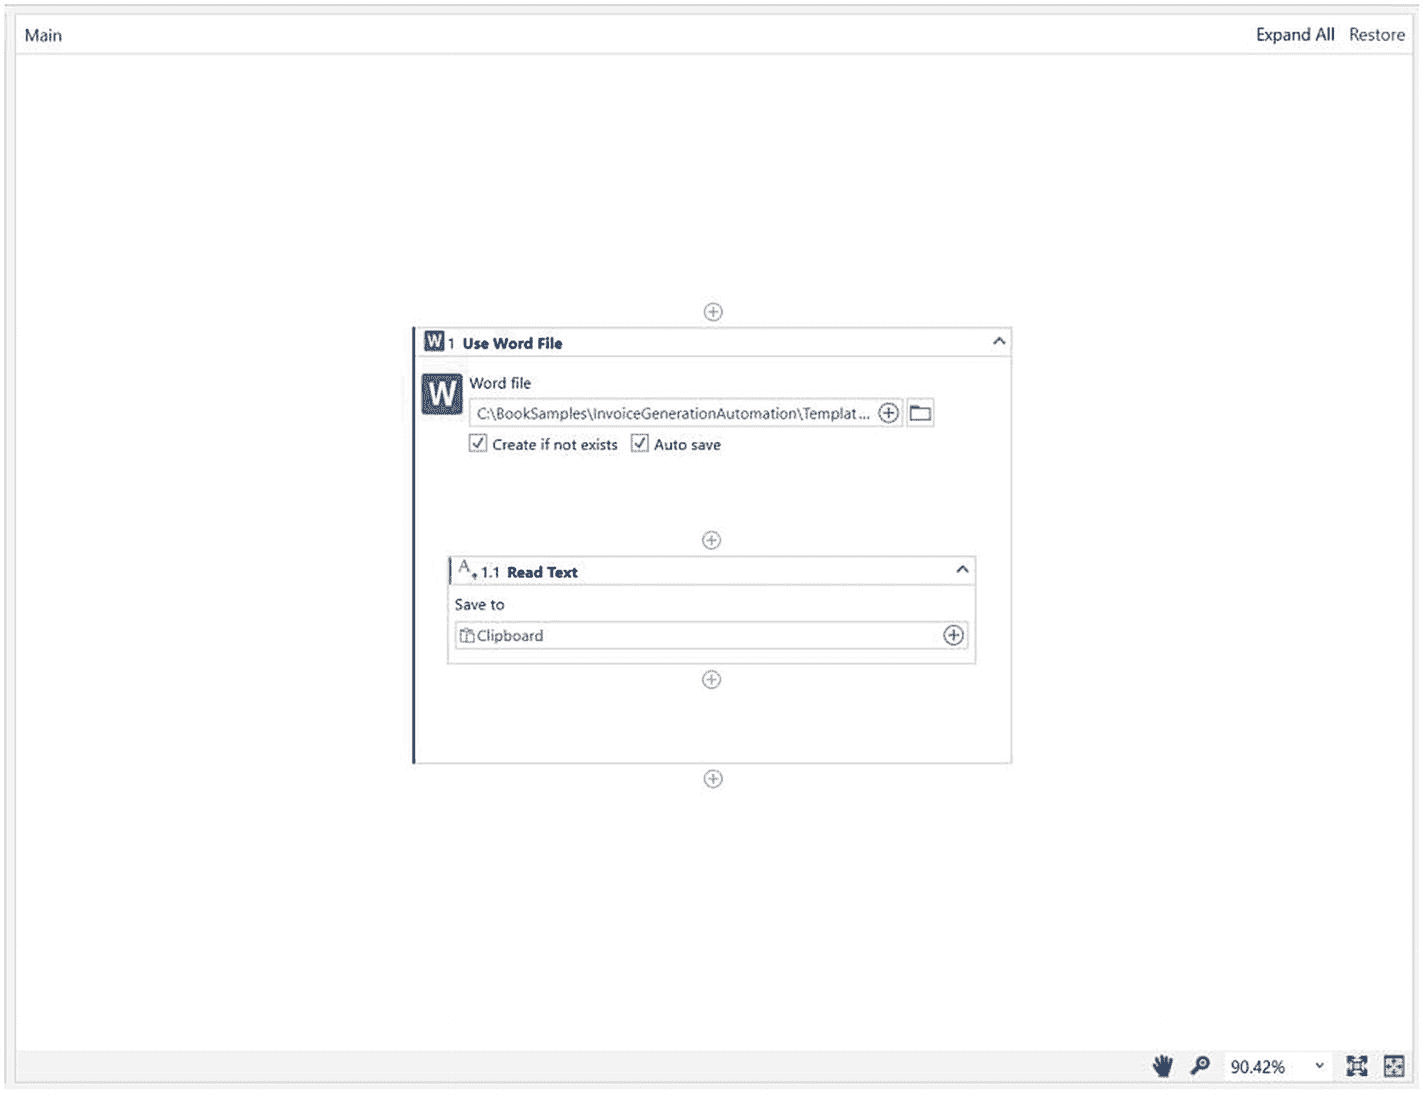 Main Expand All Restore
W 1 Use Word File
W Word file
C:\BookSamples\InvoiceGenerationAutomation\Templat ...
Create if not exists Auto save
A 1.1 Read Text
Save to
Clipboard
90.42%